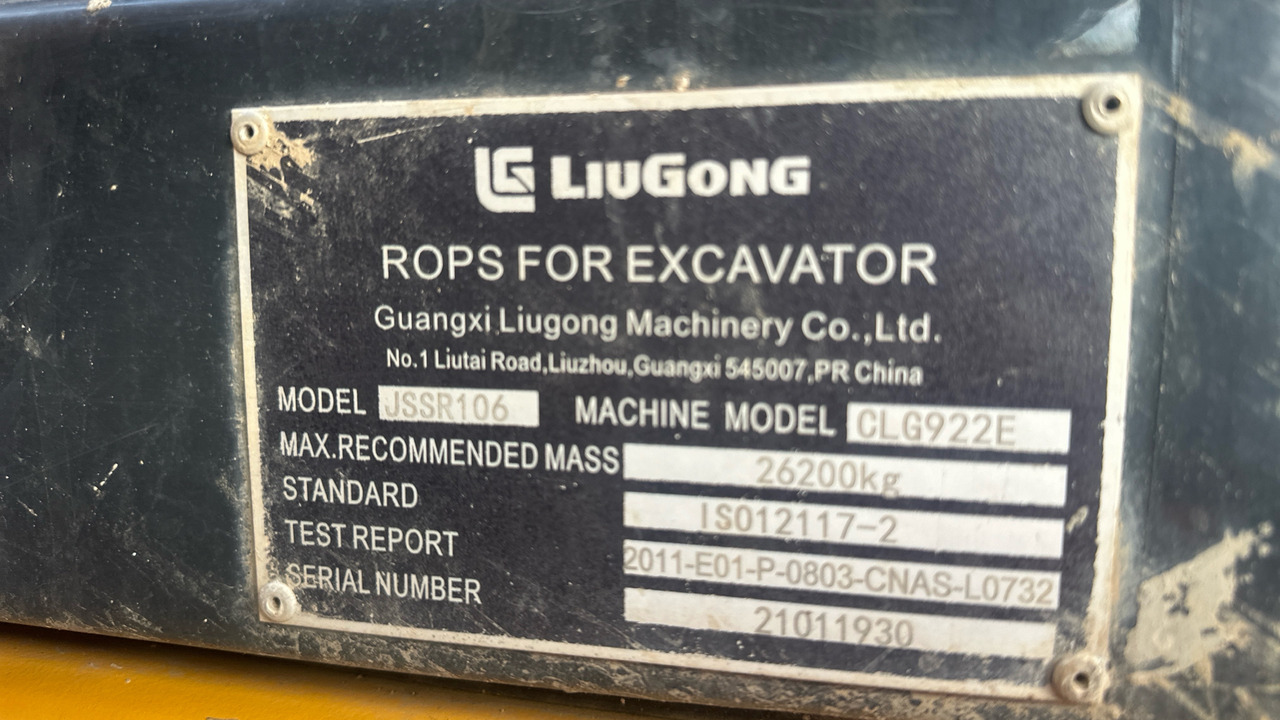 LG LIUGONG
ROPS FOR EXCAVATOR
Guangxi Liugong Machinery Co.,Ltd.
No.1 Liutai Road,Liuzhou,Guangxi 545007,PR China
MODEL JSSR106 MACHINE MODEL CLG922E
MAX.RECOMMENDED MASS 26200kg
STANDARD ISO12117-2
TEST REPORT 2011-E01-P-0803-CNAS-L0732
SERIAL NUMBER 21011930